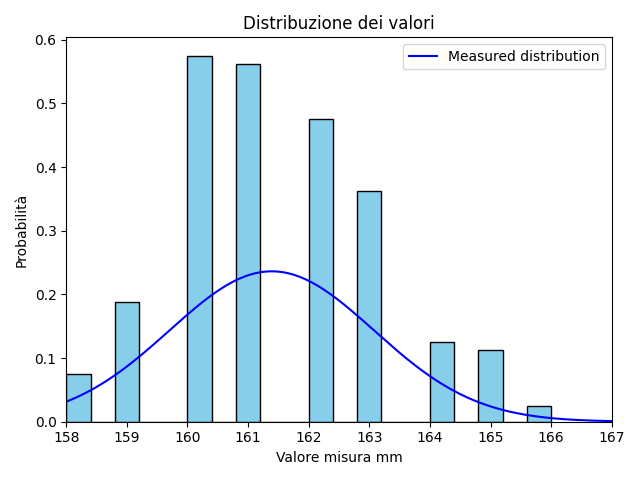 Distribuzione dei valori
Measured distribution
0.6
0.5
0.4
0.3
0.2
0.1
0.0
Probabilità
158 159 160 161 162 163 164 165 166 167
Valore misura mm